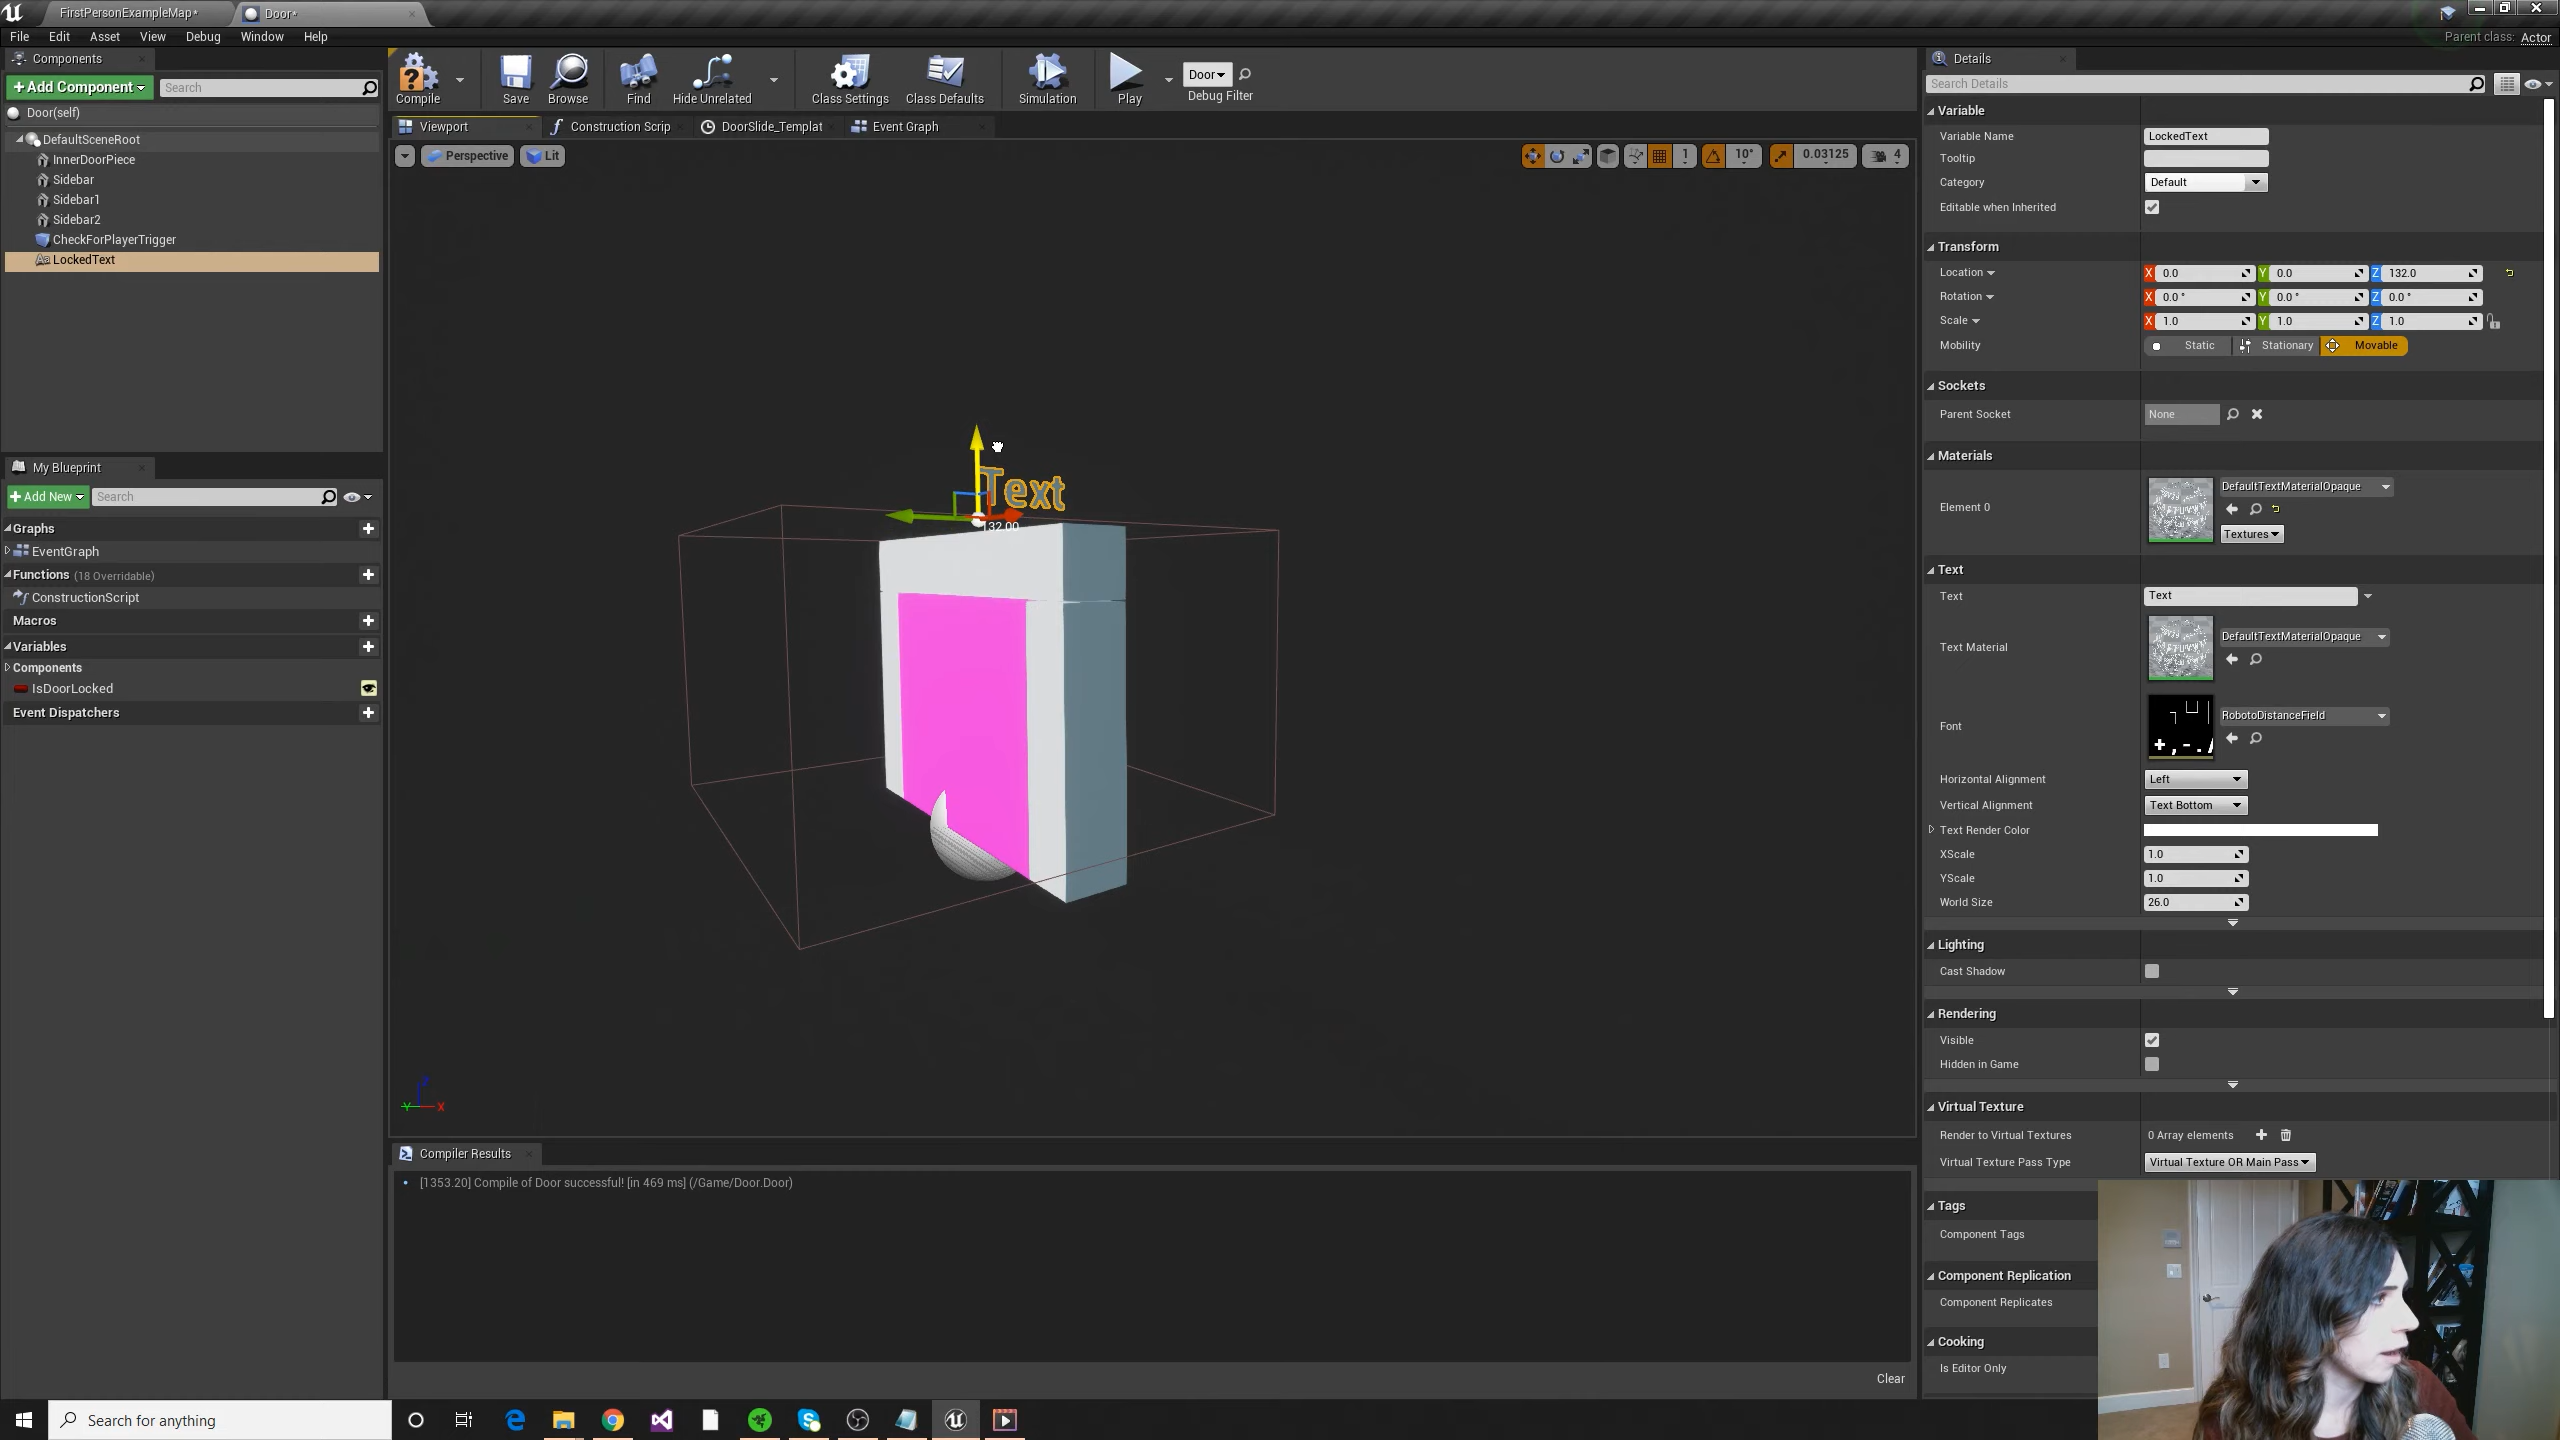 FirstPersonExampleMap*
Door*
File Edit Asset View Debug Window Help
Parent class: Actor
Components
+Add Component
Search
Door(self)
DefaultSceneRoot
InnerDoorPiece
Sidebar
Sidebar1
Sidebar2
CheckForPlayerTrigger
LockedText
My Blueprint
+Add New
Search
Graphs
EventGraph
Functions (18 Overridable)
ConstructionScript
Macros
Variables
Components
IsDoorLocked
Event Dispatchers
Compile
Save
Browse
Find
Hide Unrelated
Class Settings
Class Defaults
Simulation
Play
Door
Debug Filter
Viewport
Construction Scrip
DoorSlide_Templat
Event Graph
Perspective
Lit
1
10°
0.03125
4
Text
132.00
Z
Y
X
Compiler Results
[1353.20] Compile of Door successful! [in 469 ms] (/Game/Door.Door)
Clear
Details
Search Details
Variable
Variable Name LockedText
Tooltip
Category Default
Editable when Inherited
Transform
Location X 0.0 Y 0.0 Z 132.0
Rotation X 0.0 ° Y 0.0 ° Z 0.0 °
Scale X 1.0 Y 1.0 Z 1.0
Mobility Static Stationary Movable
Sockets
Parent Socket None
Materials
Element 0 DefaultTextMaterialOpaque
Textures
Text
Text Text
Text Material DefaultTextMaterialOpaque
Font RobotoDistanceField
Horizontal Alignment Left
Vertical Alignment Text Bottom
Text Render Color
XScale 1.0
YScale 1.0
World Size 26.0
Lighting
Cast Shadow
Rendering
Visible
Hidden in Game
Virtual Texture
Render to Virtual Textures 0 Array elements
Virtual Texture Pass Type Virtual Texture OR Main Pass
Tags
Component Tags
Component Replication
Component Replicates
Cooking
Is Editor Only
Search for anything